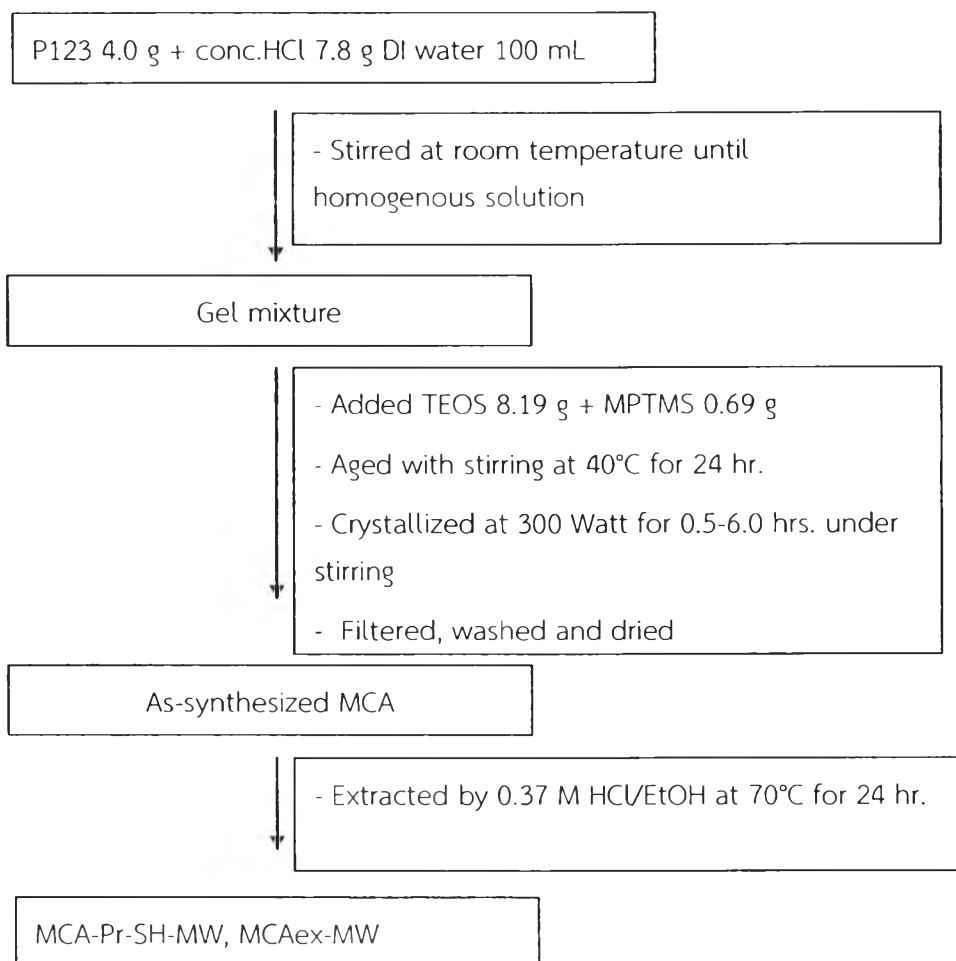 P123 4.0 g + conc.HCl 7.8 g DI water 100 mL
- Stirred at room temperature until
homogenous solution
Gel mixture
- Added TEOS 8.19 g + MPTMS 0.69 g
- Aged with stirring at 40°C for 24 hr.
- Crystallized at 300 Watt for 0.5-6.0 hrs. under
stirring
- Filtered, washed and dried
As-synthesized MCA
- Extracted by 0.37 M HCl/EtOH at 70°C for 24 hr.
MCA-Pr-SH-MW, MCAex-MW